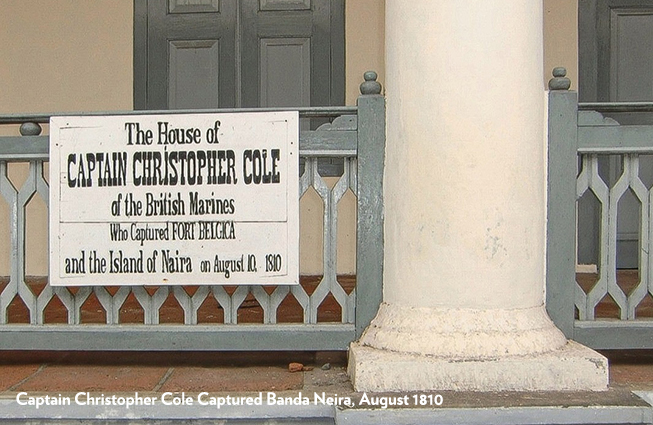 The House of
CAPTAIN CHRISTOPHER COLE
of the British Marines
Who Captured FORT BELGICA
and the Island of Naira on August 10, 1810
Captain Christopher Cole Captured Banda Neira, August 1810